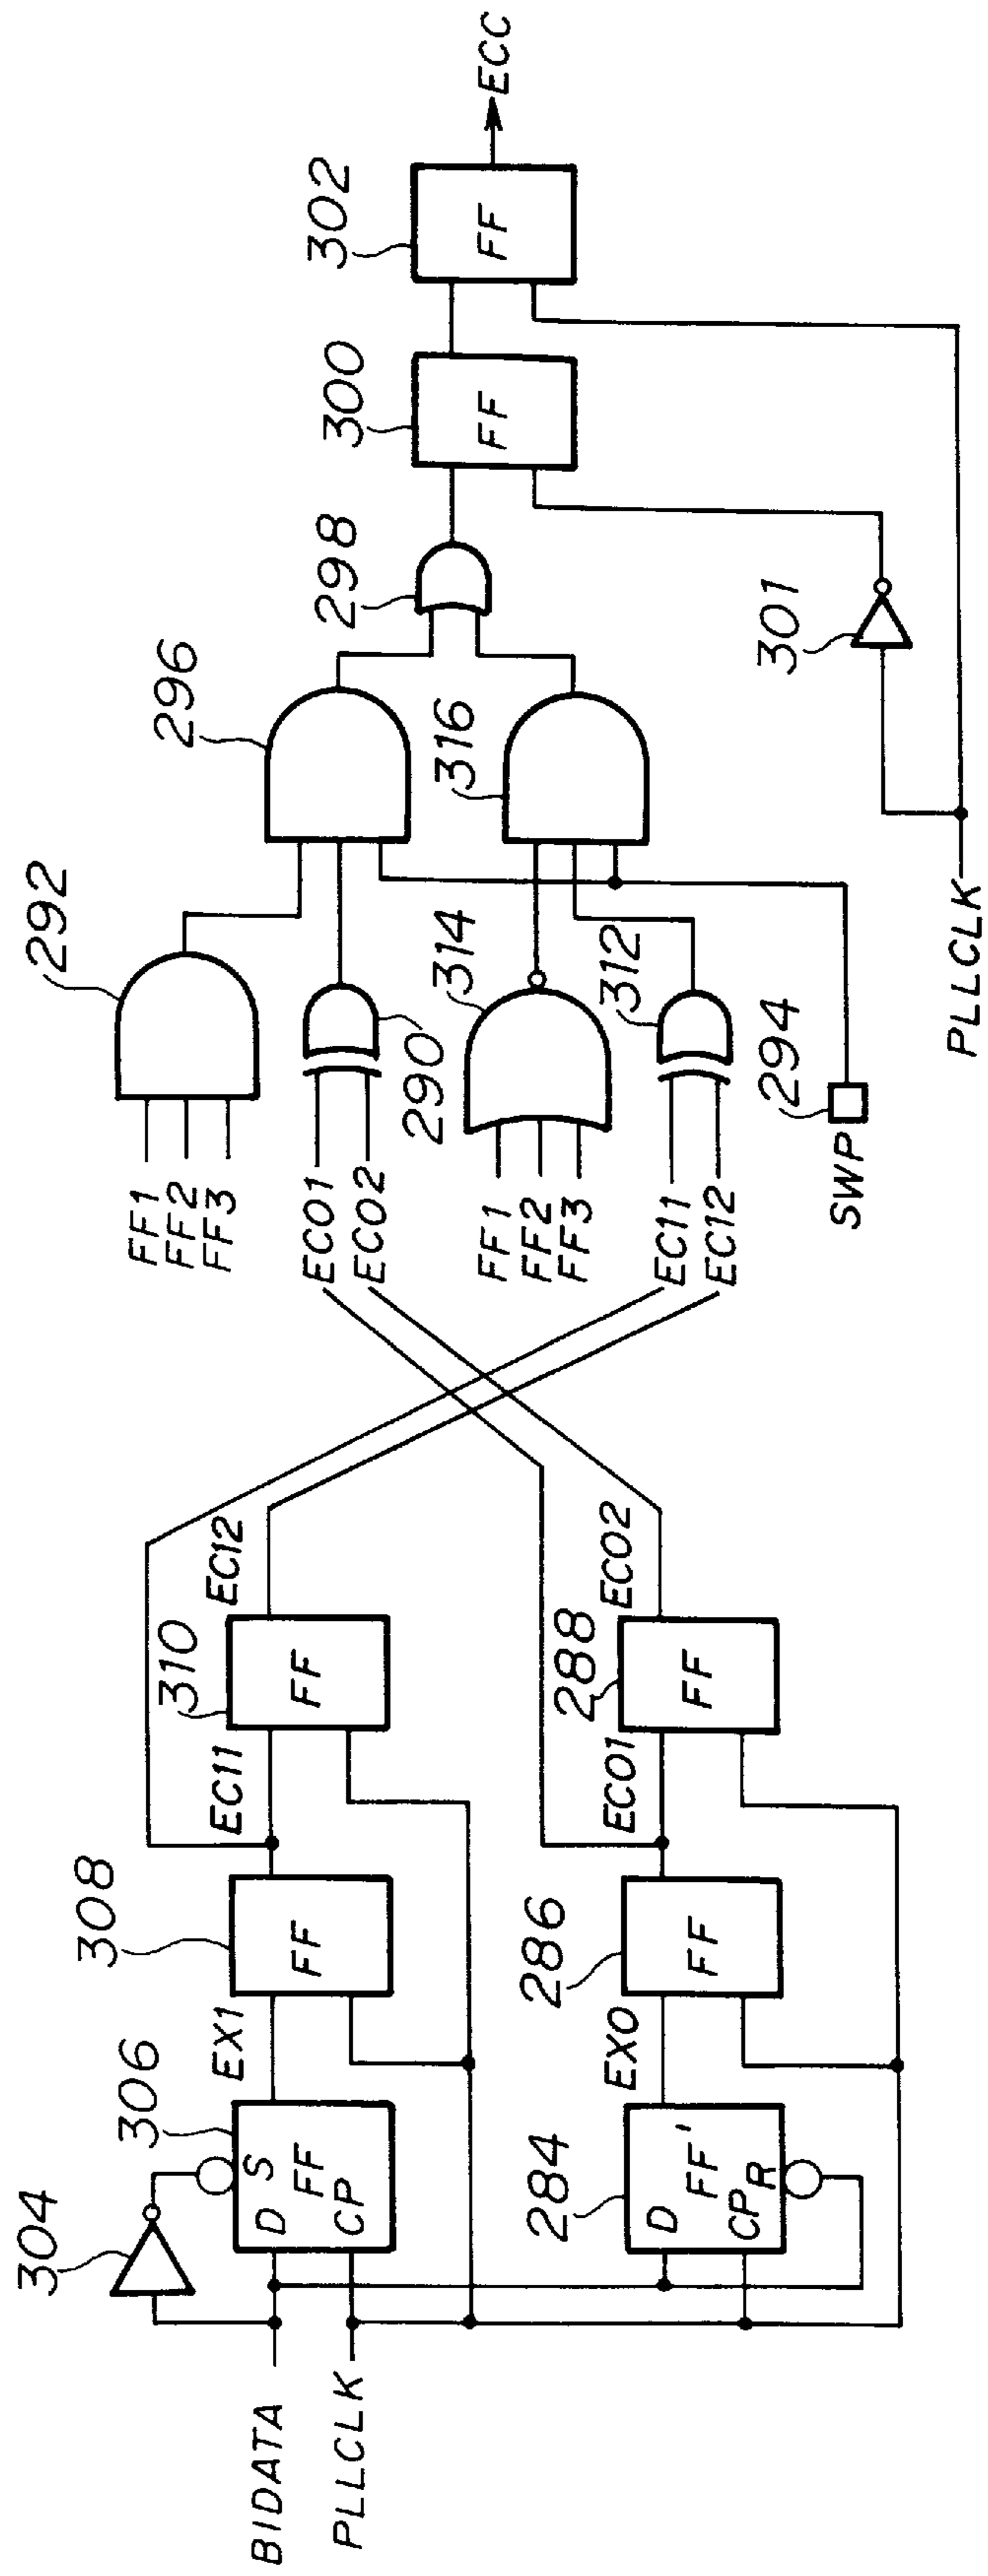 304
306
308
310
BIDATA
D
S
FF
CP
EX1
FF
EC11
FF
EC12
PLLCLK
284
286
288
D
FF'
CP
R
EX0
FF
EC01
FF
EC02
292
296
FF1
FF2
FF3
EC01
EC02
290
298
300
302
FF
FF
ECC
314
316
FF1
FF2
FF3
312
EC11
EC12
294
SWP
301
PLLCLK